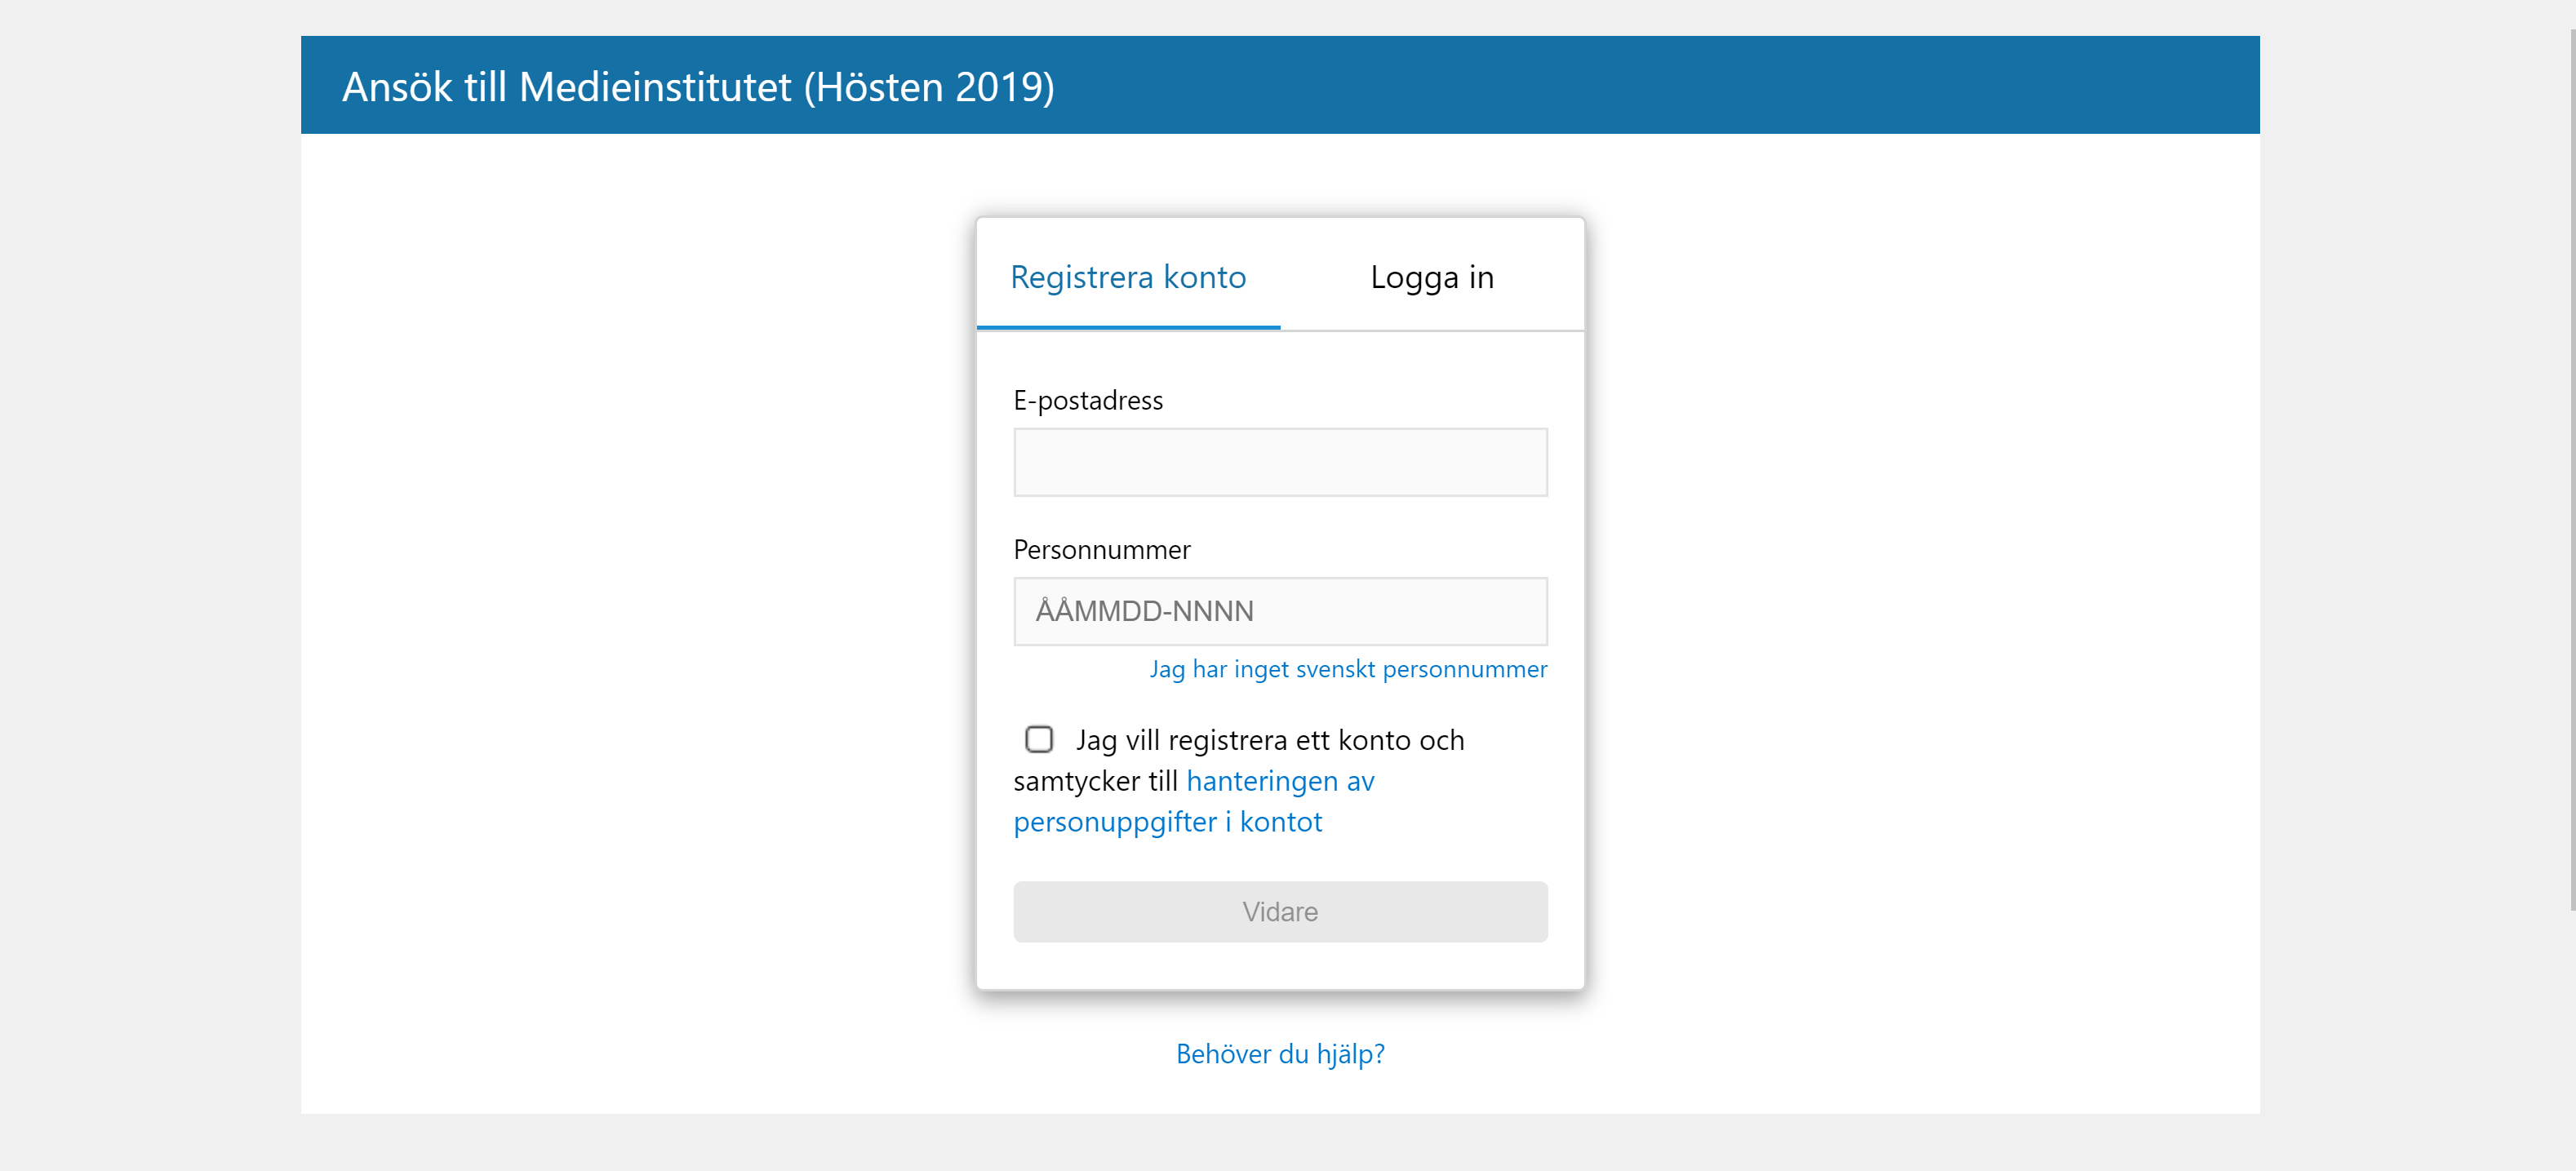 Ansök till Medieinstitutet (Hösten 2019)
Registrera konto
Logga in
E-postadress
Personnummer
ÅÅMMDD-NNNN
Jag har inget svenskt personnummer
Jag vill registrera ett konto och
samtycker till hanteringen av
personuppgifter i kontot
Vidare
Behöver du hjälp?